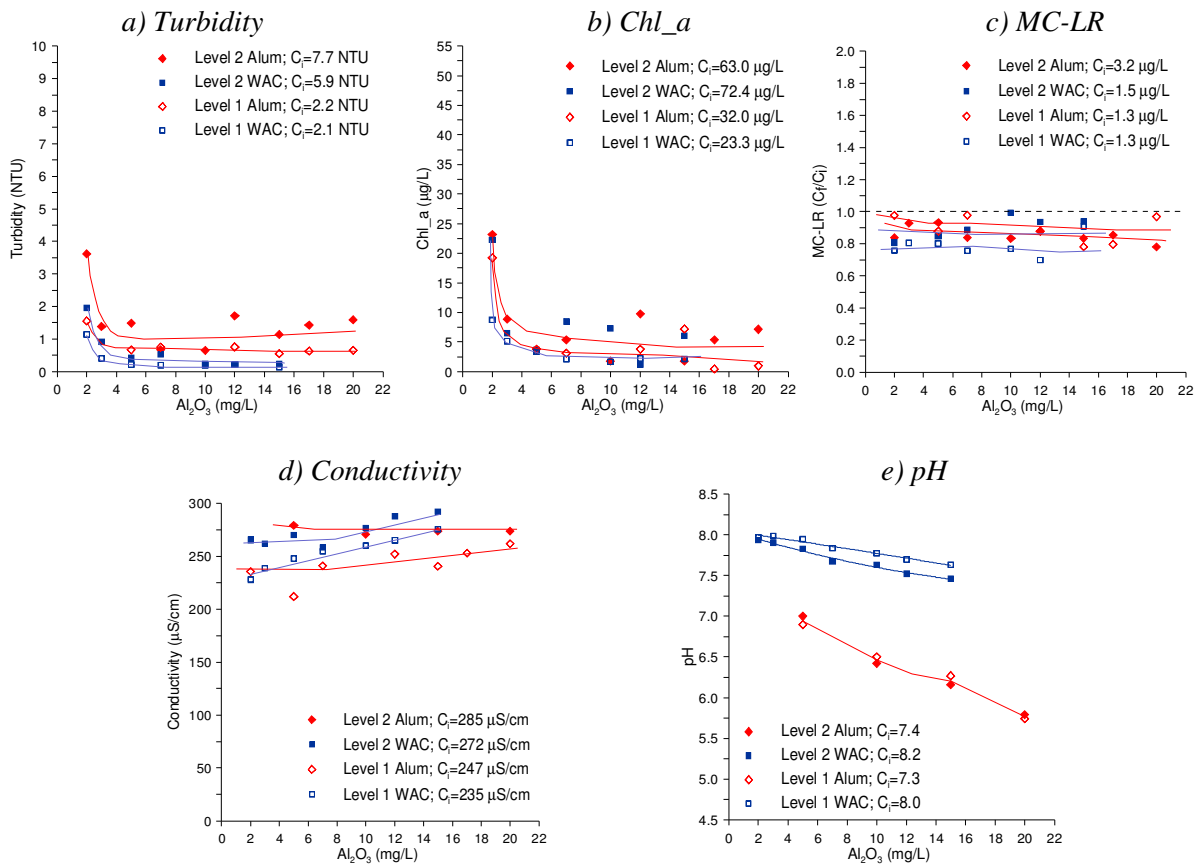 a) Turbidity
Level 2 Alum; Cᵢ=7.7 NTU
Level 2 WAC; Cᵢ=5.9 NTU
Level 1 Alum; Cᵢ=2.2 NTU
Level 1 WAC; Cᵢ=2.1 NTU
Turbidity (NTU)
10
9
8
7
6
5
4
3
2
1
0
0 2 4 6 8 10 12 14 16 18 20 22
Al₂O₃ (mg/L)
b) Chl_a
Level 2 Alum; Cᵢ=63.0 µg/L
Level 2 WAC; Cᵢ=72.4 µg/L
Level 1 Alum; Cᵢ=32.0 µg/L
Level 1 WAC; Cᵢ=23.3 µg/L
Chl_a (µg/L)
50
45
40
35
30
25
20
15
10
5
0
0 2 4 6 8 10 12 14 16 18 20 22
Al₂O₃ (mg/L)
c) MC-LR
Level 2 Alum; Cᵢ=3.2 µg/L
Level 2 WAC; Cᵢ=1.5 µg/L
Level 1 Alum; Cᵢ=1.3 µg/L
Level 1 WAC; Cᵢ=1.3 µg/L
MC-LR (Cf/Cᵢ)
2.0
1.8
1.6
1.4
1.2
1.0
0.8
0.6
0.4
0.2
0.0
0 2 4 6 8 10 12 14 16 18 20 22
Al₂O₃ (mg/L)
d) Conductivity
Conductivity (µS/cm)
300
250
200
150
100
50
0
Level 2 Alum; Cᵢ=285 µS/cm
Level 2 WAC; Cᵢ=272 µS/cm
Level 1 Alum; Cᵢ=247 µS/cm
Level 1 WAC; Cᵢ=235 µS/cm
0 2 4 6 8 10 12 14 16 18 20 22
Al₂O₃ (mg/L)
e) pH
pH
8.5
8.0
7.5
7.0
6.5
6.0
5.5
5.0
4.5
Level 2 Alum; Cᵢ=7.4
Level 2 WAC; Cᵢ=8.2
Level 1 Alum; Cᵢ=7.3
Level 1 WAC; Cᵢ=8.0
0 2 4 6 8 10 12 14 16 18 20 22
Al₂O₃ (mg/L)